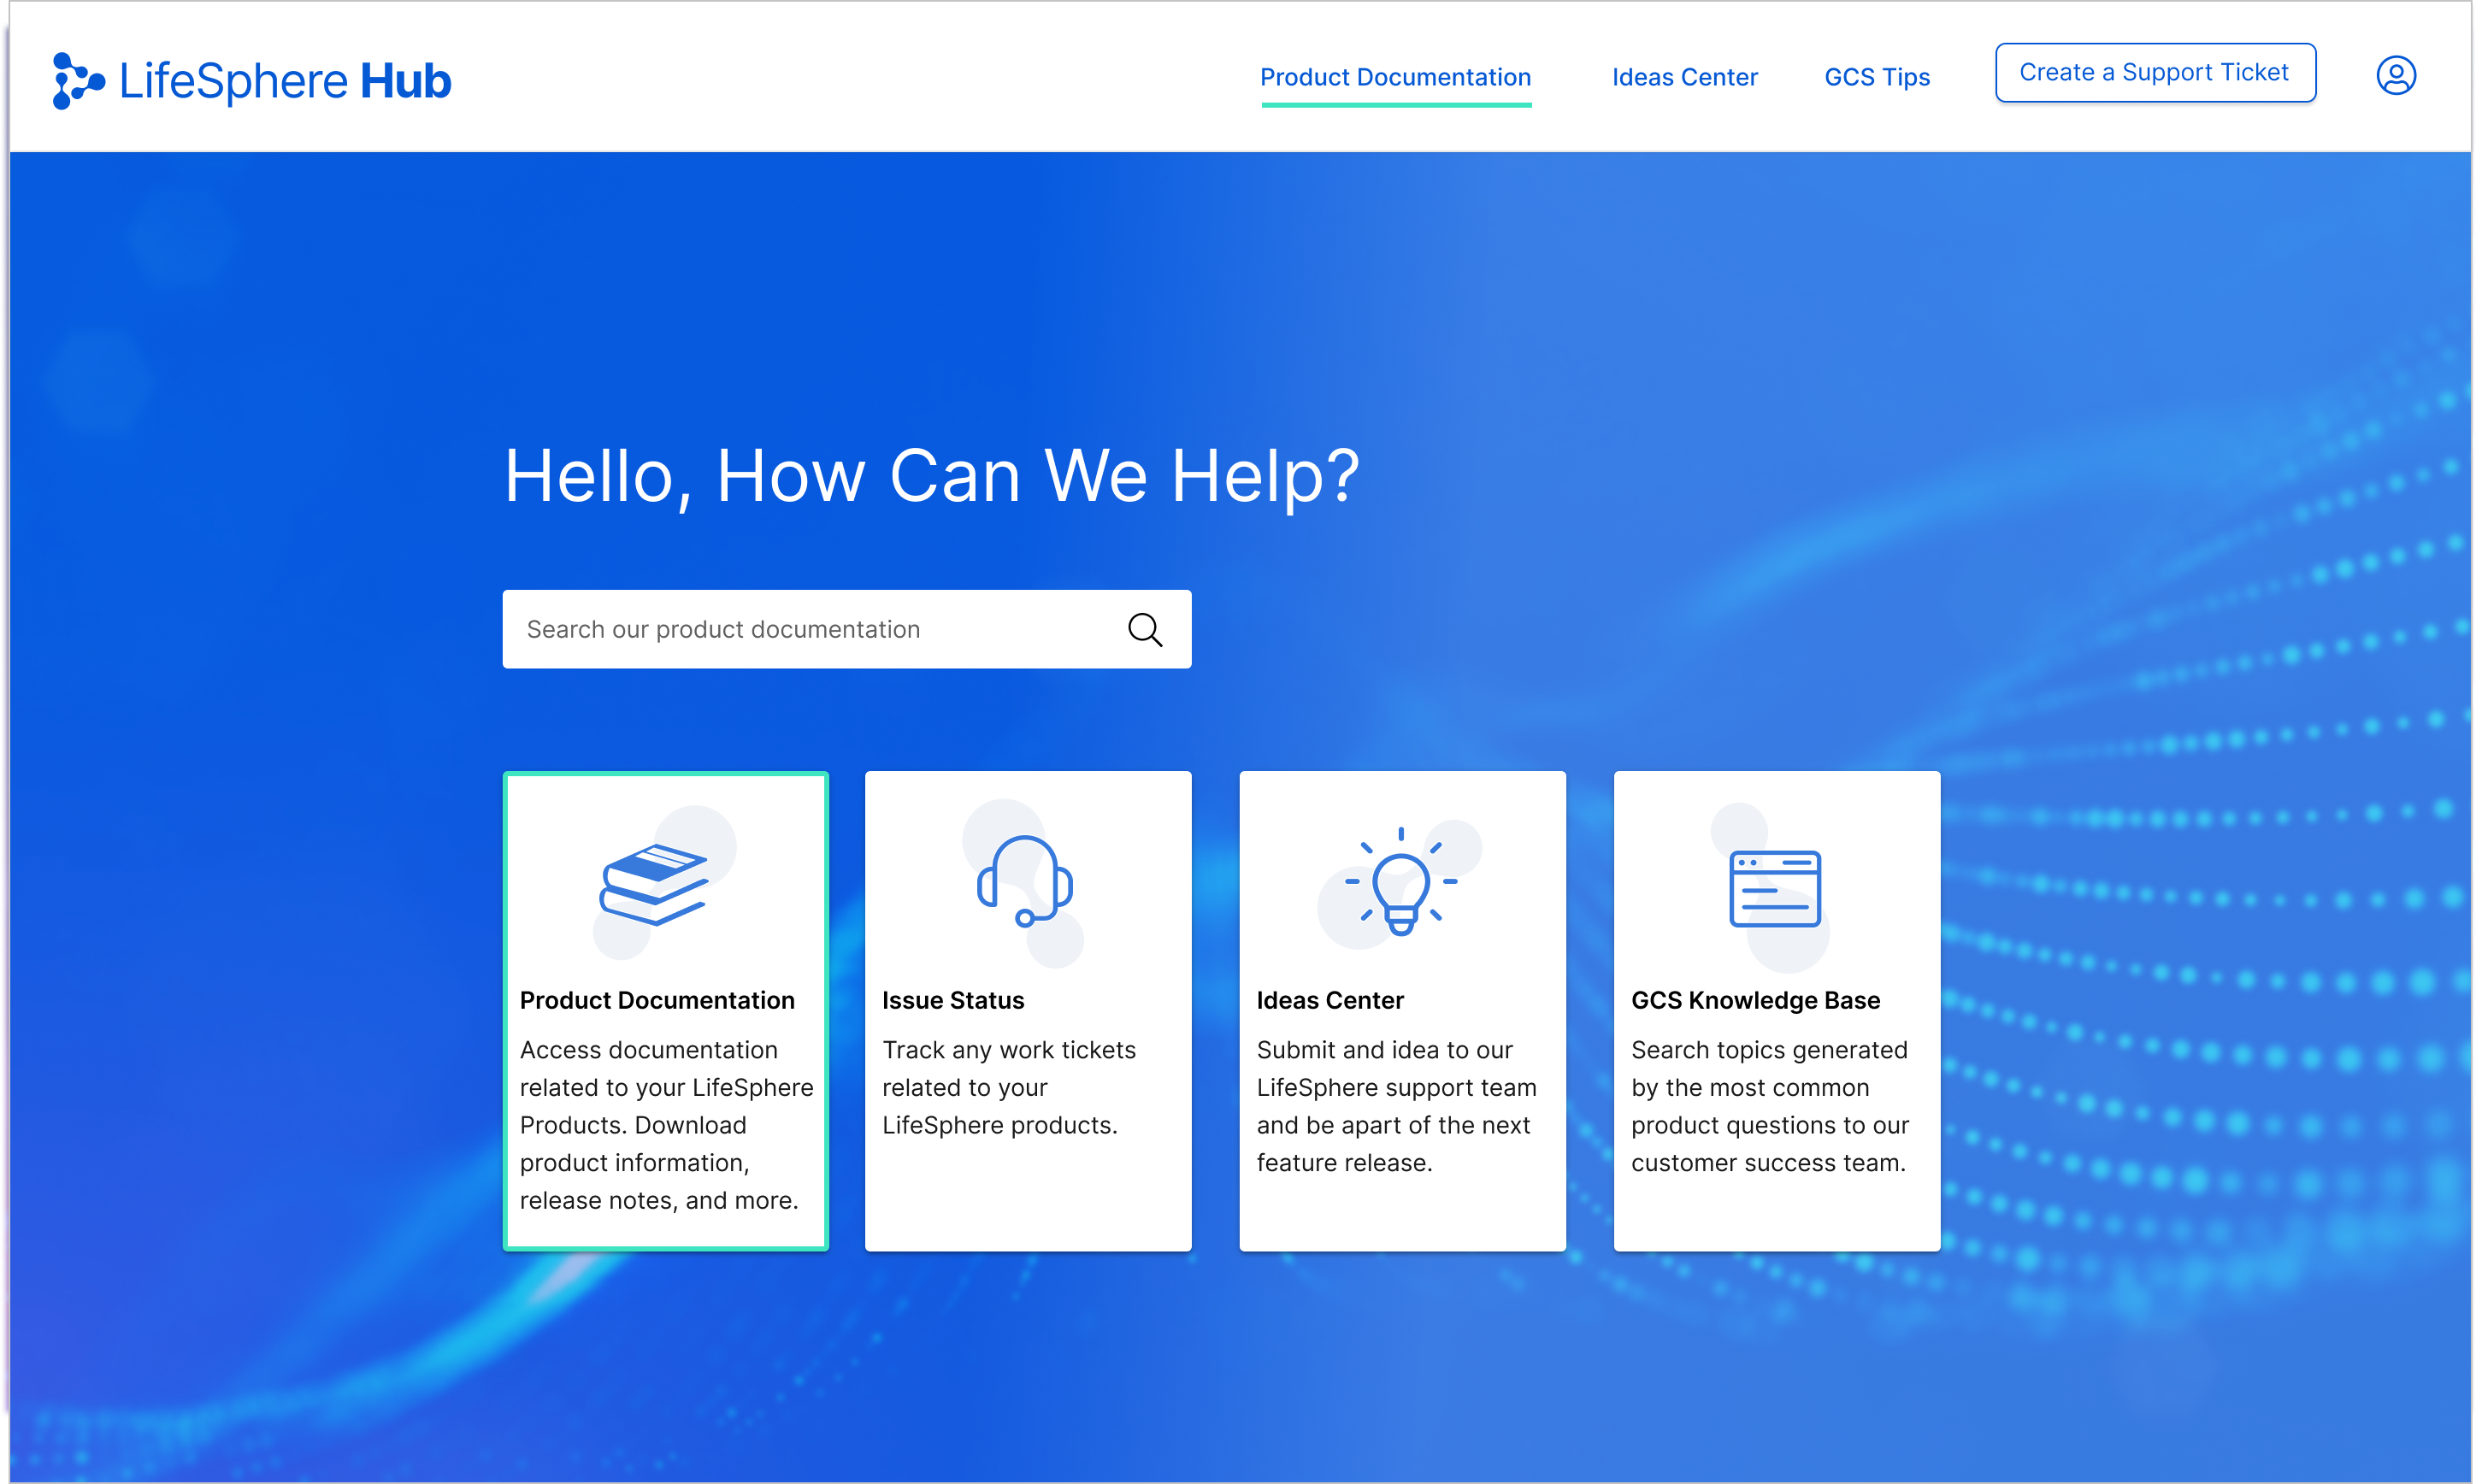 LifeSphere Hub
Product Documentation
Ideas Center
GCS Tips
Create a Support Ticket
Hello, How Can We Help?
Search our product documentation
Product Documentation
Access documentation
related to your LifeSphere
Products. Download
product information,
release notes, and more.
Issue Status
Track any work tickets
related to your
LifeSphere products.
Ideas Center
Submit and idea to our
LifeSphere support team
and be apart of the next
feature release.
GCS Knowledge Base
Search topics generated
by the most common
product questions to our
customer success team.